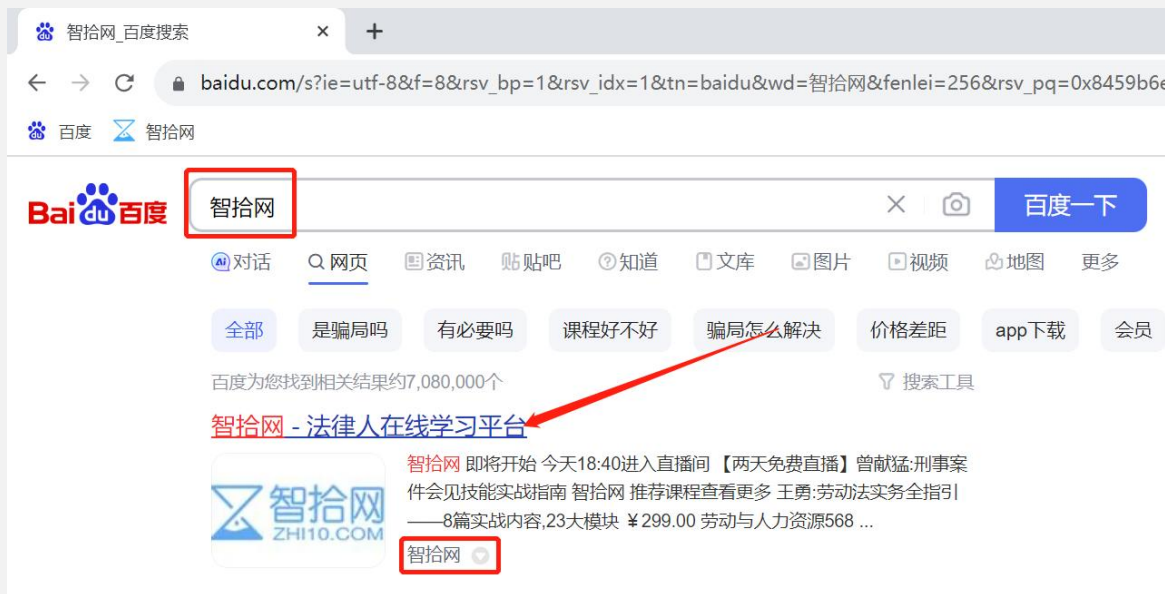 智拾网_百度搜索
baidu.com/s?ie=utf-8&f=8&rsv_bp=1&rsv_idx=1&tn=baidu&wd=智拾网&fenlei=256&rsv_pq=0x8459b6e
百度 智拾网
Bai du 百度 智拾网 百度一下
Ai 对话 网页 资讯 贴 贴吧 知道 文库 图片 视频 地图 更多
全部 是骗局吗 有必要吗 课程好不好 骗局怎么解决 价格差距 app下载 会员
百度为您找到相关结果约7,080,000个 搜索工具
智拾网 - 法律人在线学习平台
智拾网 即将开始 今天18:40进入直播间 【两天免费直播】曾献猛:刑事案
件会见技能实战指南 智拾网 推荐课程查看更多 王勇:劳动法实务全指引
——8篇实战内容,23大模块 ¥299.00 劳动与人力资源568 ...
智拾网
ZHI10.COM
智拾网